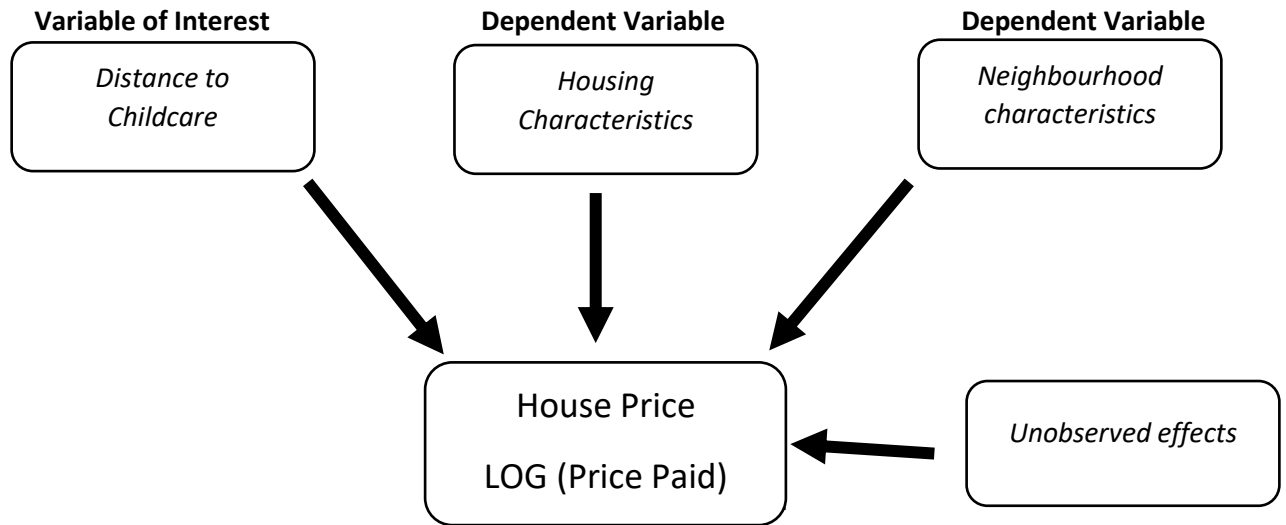 Variable of Interest
Dependent Variable
Dependent Variable
Distance to
Childcare
Housing
Characteristics
Neighbourhood
characteristics
House Price
LOG (Price Paid)
Unobserved effects